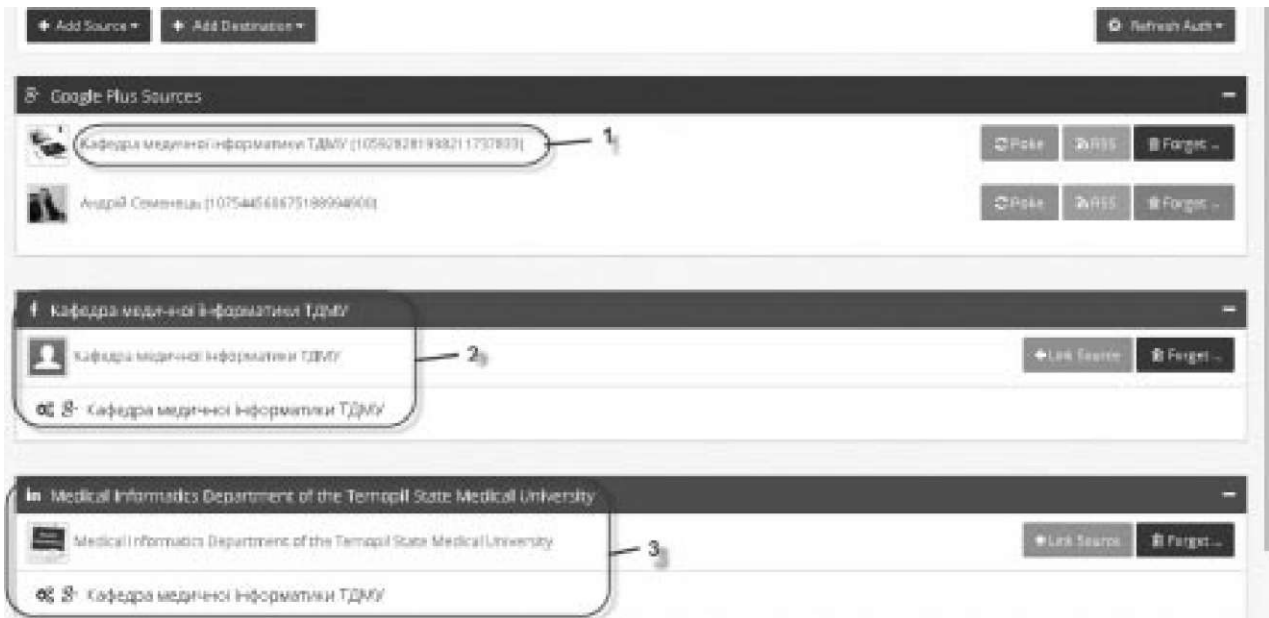 Add Source Add Destination Refresh Auth
Google Plus Sources
Кафедра медичної інформатики ТДМУ 1
Poke RSS Forget ...
Андрій Семенець
Poke RSS Forget ...
Кафедра медичної інформатики ТДМУ
Кафедра медичної інформатики ТДМУ 2
Link Source Forget ...
Кафедра медичної інформатики ТДМУ
Medical Informatics Department of the Ternopil State Medical University
Medical Informatics Department of the Ternopil State Medical University 3
Link Source Forget ...
Кафедра медичної інформатики ТДМУ